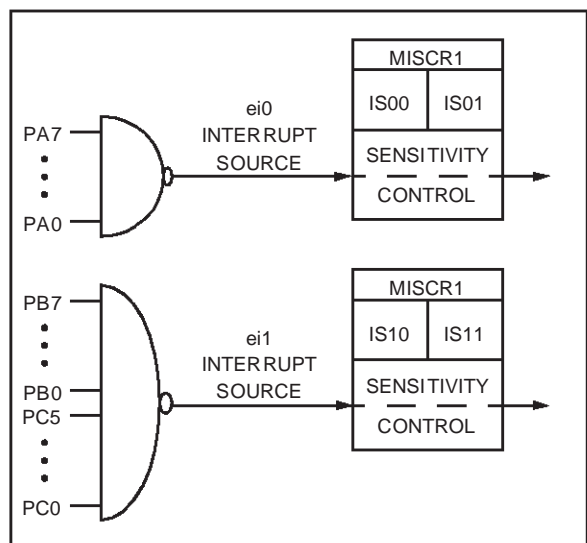 MISCR1
IS00 IS01
ei0
INTERRUPT
SOURCE
PA7
PA0
SENSITIVITY
CONTROL
MISCR1
IS10 IS11
PB7
PB0
PC5
PC0
ei1
INTERRUPT
SOURCE
SENSITIVITY
CONTROL